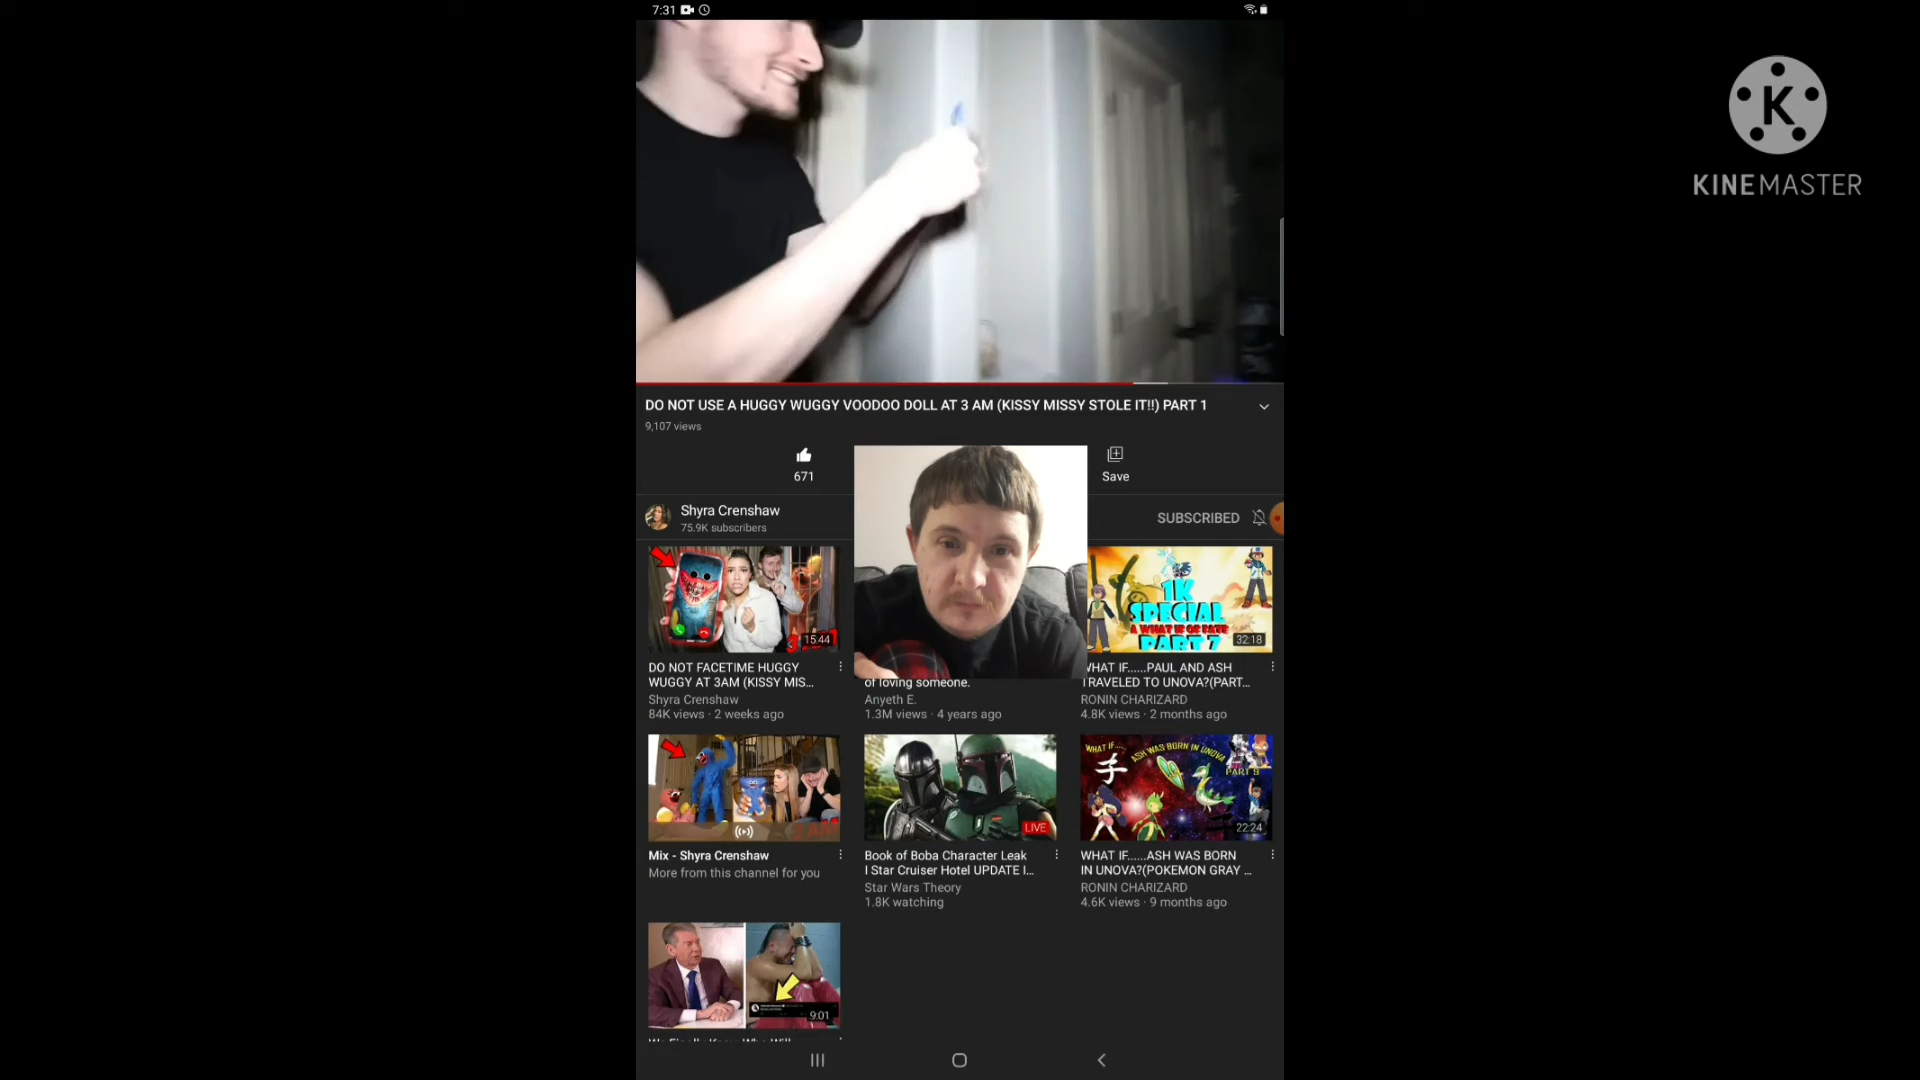 7:31
K
KINEMASTER
DO NOT USE A HUGGY WUGGY VOODOO DOLL AT 3 AM (KISSY MISSY STOLE IT!!) PART 1
9,107 views
671
Save
Shyra Crenshaw
75.9K subscribers
SUBSCRIBED
15:44
DO NOT FACETIME HUGGY
WUGGY AT 3AM (KISSY MIS...
Shyra Crenshaw
84K views · 2 weeks ago
of loving someone.
Anyeth E.
1.3M views · 4 years ago
1K
SPECIAL
A WHAT IF OF FATE
PART 7
32:18
WHAT IF......PAUL AND ASH
TRAVELED TO UNOVA?(PART...
RONIN CHARIZARD
4.8K views · 2 months ago
Mix - Shyra Crenshaw
More from this channel for you
LIVE
Book of Boba Character Leak
I Star Cruiser Hotel UPDATE I...
Star Wars Theory
1.8K watching
WHAT IF...
ASH WAS BORN IN UNOVA
PART 9
子
22:24
WHAT IF......ASH WAS BORN
IN UNOVA?(POKEMON GRAY ...
RONIN CHARIZARD
4.6K views · 9 months ago
9:01